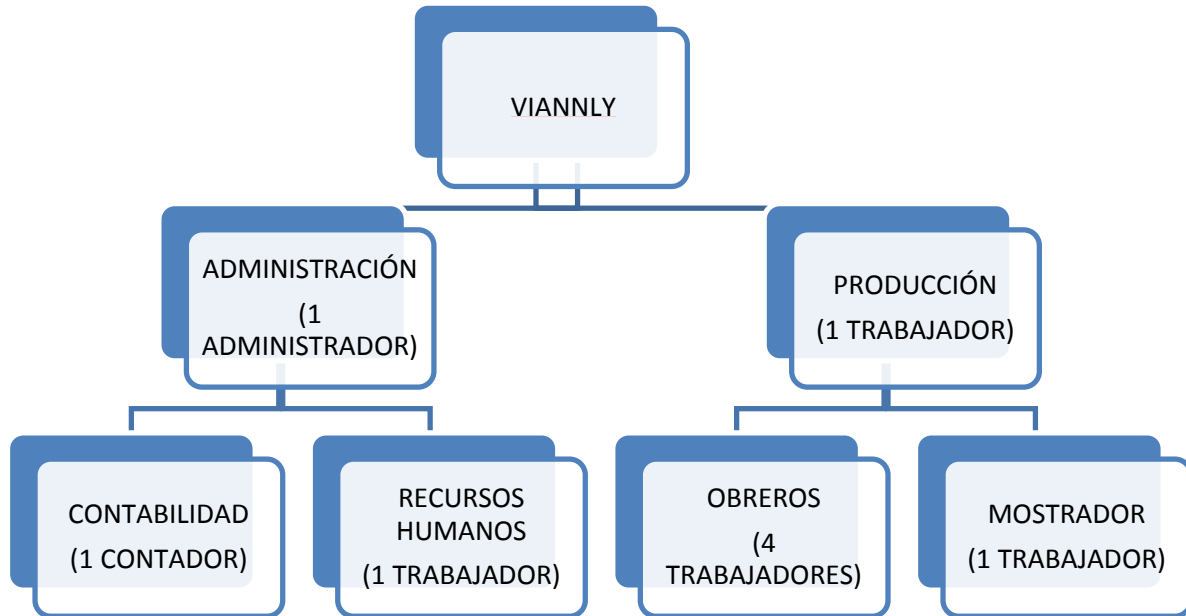 VIANNLY
ADMINISTRACIÓN
(1
ADMINISTRADOR)
PRODUCCIÓN
(1 TRABAJADOR)
CONTABILIDAD
(1 CONTADOR)
RECURSOS
HUMANOS
(1 TRABAJADOR)
OBREROS
(4
TRABAJADORES)
MOSTRADOR
(1 TRABAJADOR)